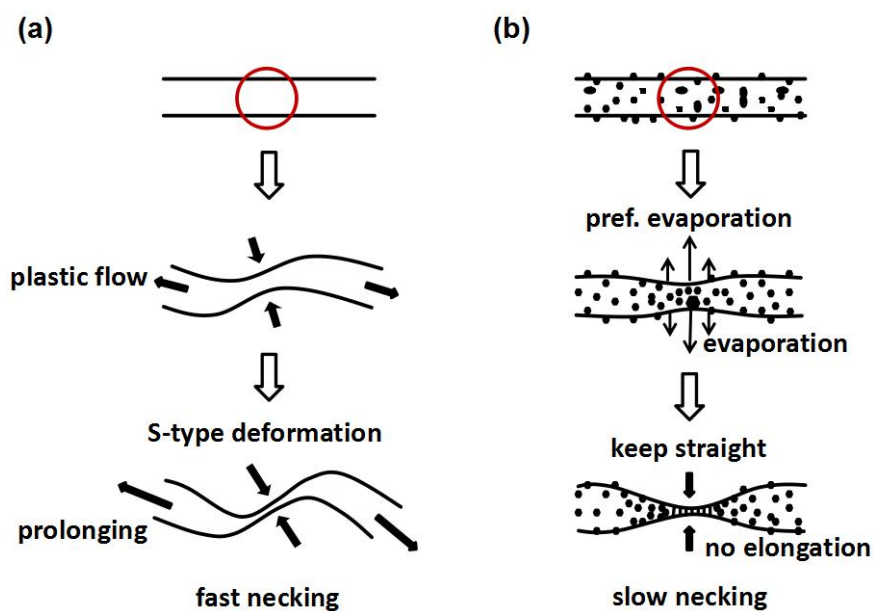 (a)
plastic flow
S-type deformation
prolonging
fast necking
(b)
pref. evaporation
evaporation
keep straight
no elongation
slow necking